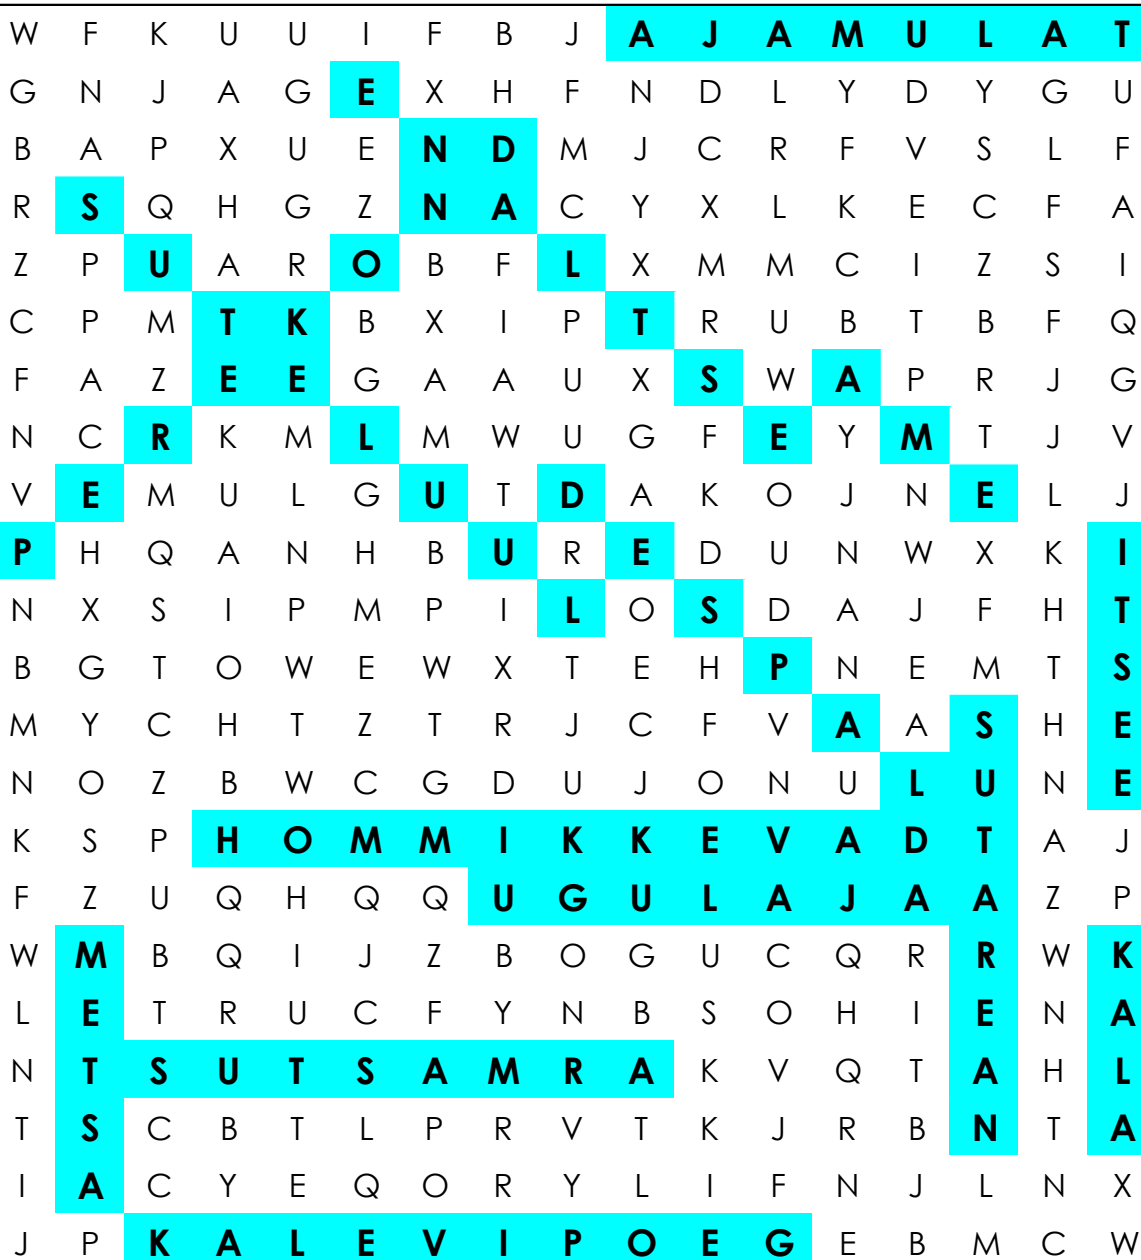 W F K U U I F B J A J A M U L A T
G N J A G E X H F N D L Y D Y G U
B A P X U E N D M J C R F V S L F
R S Q H G Z N A C Y X L K E C F A
Z P U A R O B F L X M M C I Z S I
C P M T K B X I P T R U B T B F Q
F A Z E E G A A U X S W A P R J G
N C R K M L M W U G F E Y M T J V
V E M U L G U T D A K O J N E L J
P H Q A N H B U R E D U N W X K I
N X S I P M P I L O S D A J F H T
B G T O W E W X T E H P N E M T S
M Y C H T Z T R J C F V A A S H E
N O Z B W C G D U J O N U L U N E
K S P H O M M I K K E V A D T A J
F Z U Q H Q Q U G U L A J A A Z P
W M B Q I J Z B O G U C Q R R W K
L E T R U C F Y N B S O H I E N A
N T S U T S A M R A K V Q T A H L
T S C B T L P R V T K J R B N T A
I A C Y E Q O R Y L I F N J L N X
J P K A L E V I P O E G E B M C W